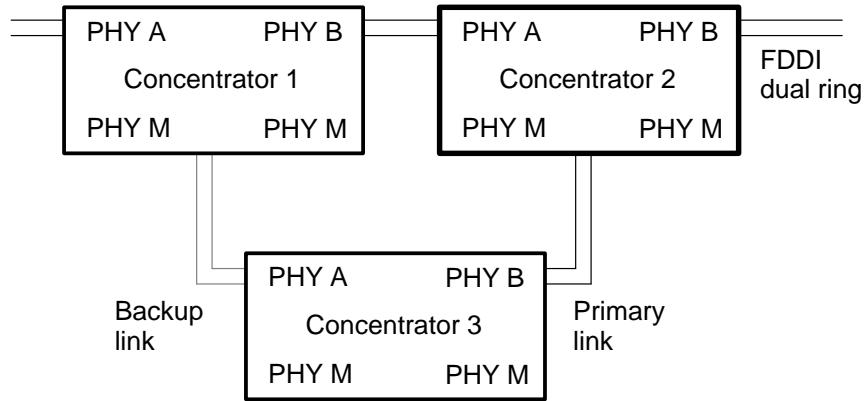 PHY A PHY B PHY A PHY B
FDDI
dual ring
Concentrator 1 Concentrator 2
PHY M PHY M PHY M PHY M
PHY A PHY B
Backup
link
Primary
link
Concentrator 3
PHY M PHY M